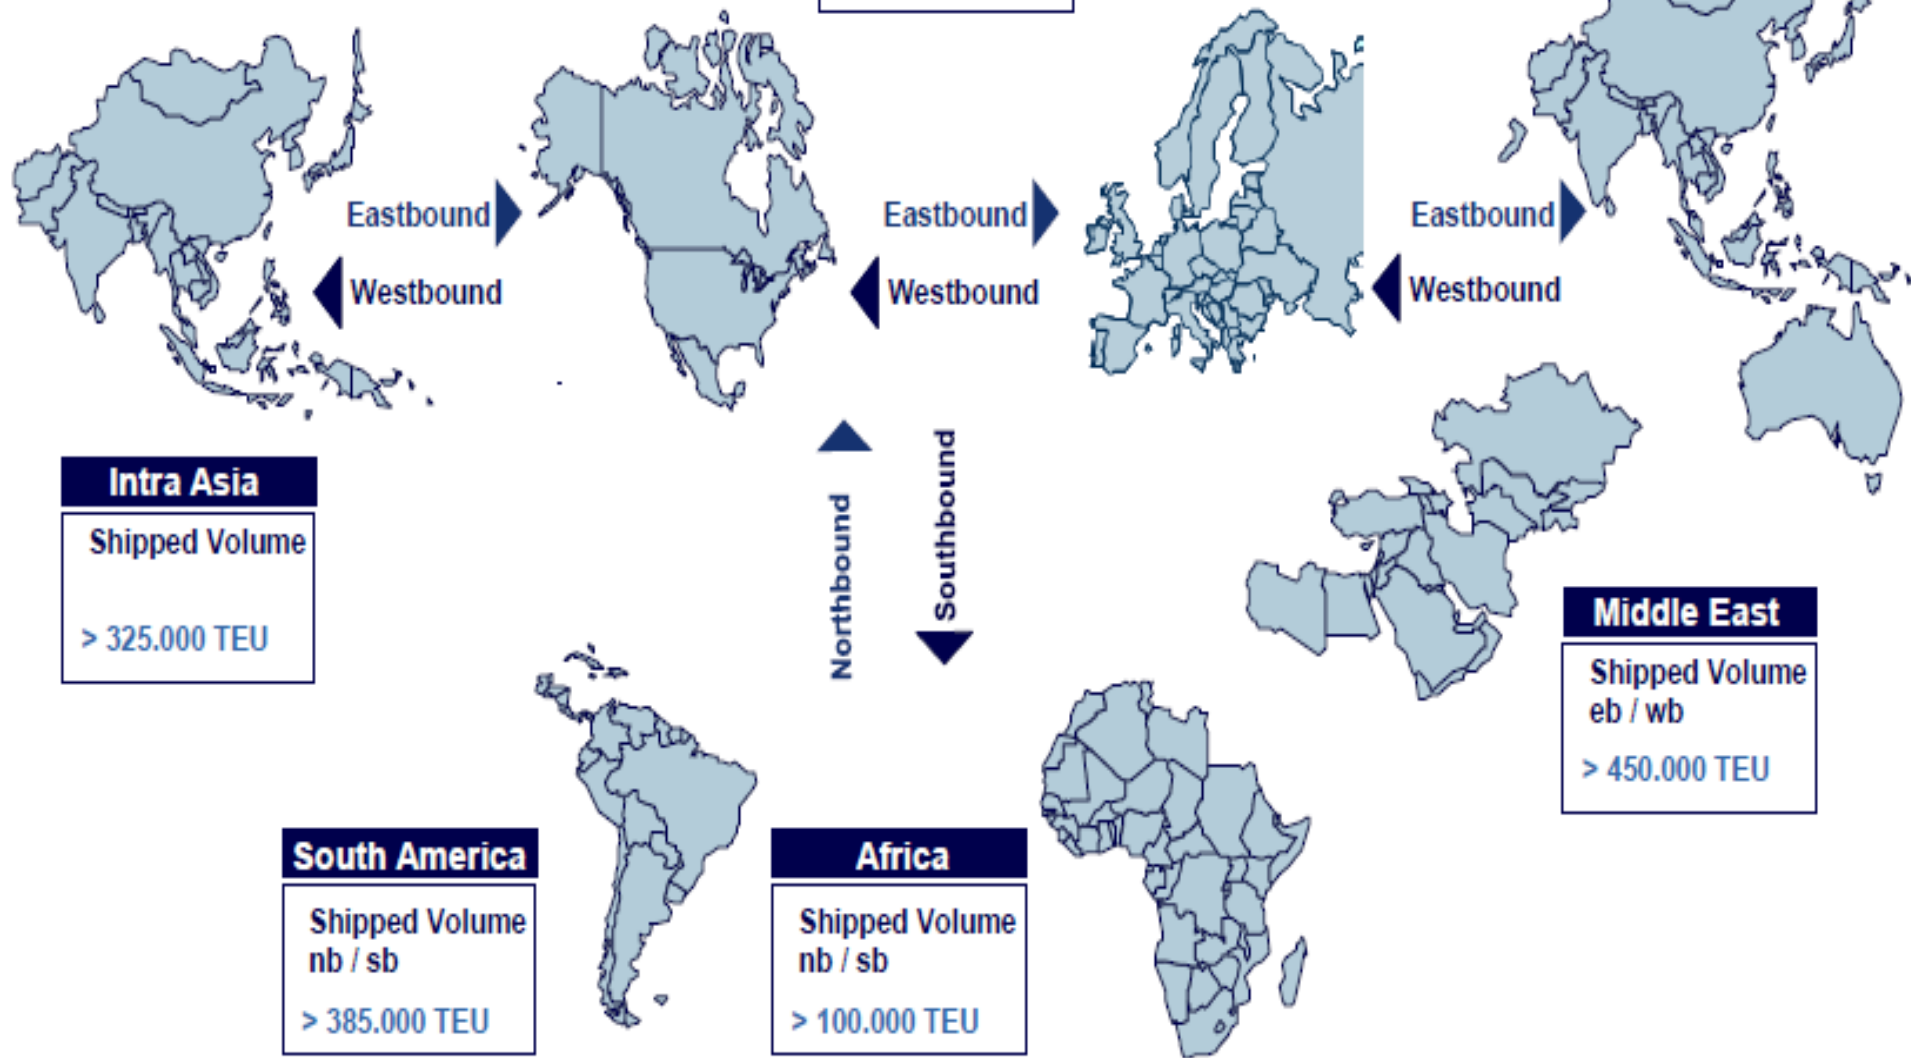 Eastbound
Westbound
Eastbound
Westbound
Eastbound
Westbound
Northbound
Southbound
Intra Asia
Shipped Volume
> 325.000 TEU
Middle East
Shipped Volume
eb / wb
> 450.000 TEU
South America
Shipped Volume
nb / sb
> 385.000 TEU
Africa
Shipped Volume
nb / sb
> 100.000 TEU